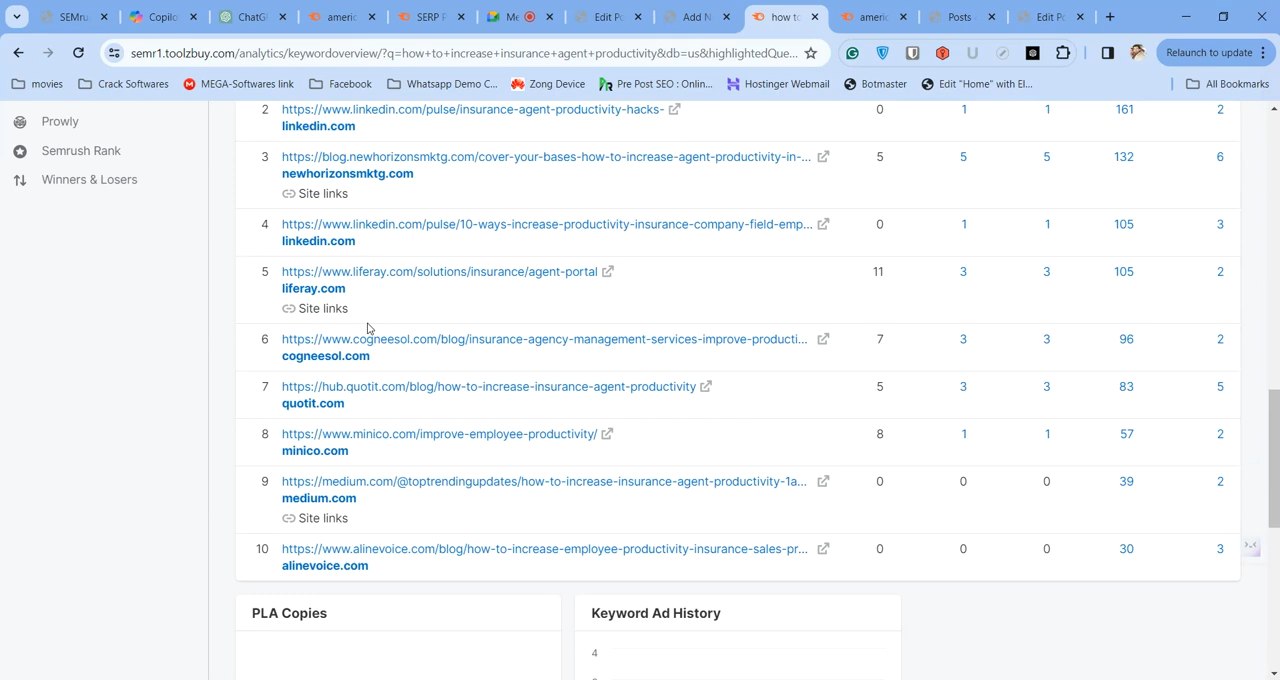 SEMru
Copilo
ChatG
americ
SERP P
Me
Edit Po
Add N
how to
americ
Posts
Edit Po
semr1.toolzbuy.com/analytics/keywordoverview/?q=how+to+increase+insurance+agent+productivity&db=us&highlightedQue...
Relaunch to update
movies
Crack Softwares
MEGA-Softwares link
Facebook
Whatsapp Demo C...
Zong Device
Pre Post SEO : Onlin...
Hostinger Webmail
Botmaster
Edit "Home" with El...
All Bookmarks
Prowly
Semrush Rank
Winners & Losers
2 https://www.linkedin.com/pulse/insurance-agent-productivity-hacks- 0 1 1 161 2
linkedin.com
3 https://blog.newhorizonsmktg.com/cover-your-bases-how-to-increase-agent-productivity-in-... 5 5 5 132 6
newhorizonsmktg.com
Site links
4 https://www.linkedin.com/pulse/10-ways-increase-productivity-insurance-company-field-emp... 0 1 1 105 3
linkedin.com
5 https://www.liferay.com/solutions/insurance/agent-portal 11 3 3 105 2
liferay.com
Site links
6 https://www.cogneesol.com/blog/insurance-agency-management-services-improve-producti... 7 3 3 96 2
cogneesol.com
7 https://hub.quotit.com/blog/how-to-increase-insurance-agent-productivity 5 3 3 83 5
quotit.com
8 https://www.minico.com/improve-employee-productivity/ 8 1 1 57 2
minico.com
9 https://medium.com/@toptrendingupdates/how-to-increase-insurance-agent-productivity-1a... 0 0 0 39 2
medium.com
Site links
10 https://www.alinevoice.com/blog/how-to-increase-employee-productivity-insurance-sales-pr... 0 0 0 30 3
alinevoice.com
PLA Copies
Keyword Ad History
4